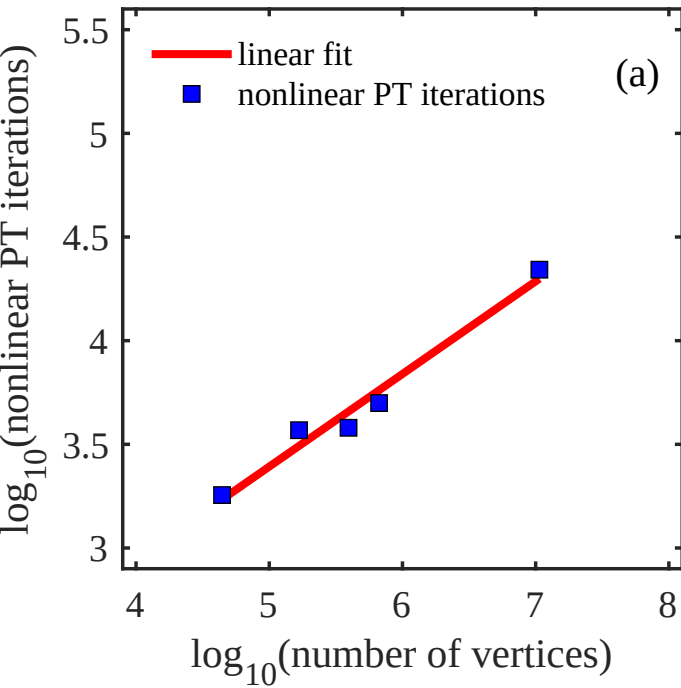 linear fit
nonlinear PT iterations
(a)
5.5
5
4.5
4
3.5
3
log10(nonlinear PT iterations)
4 5 6 7 8
log10(number of vertices)